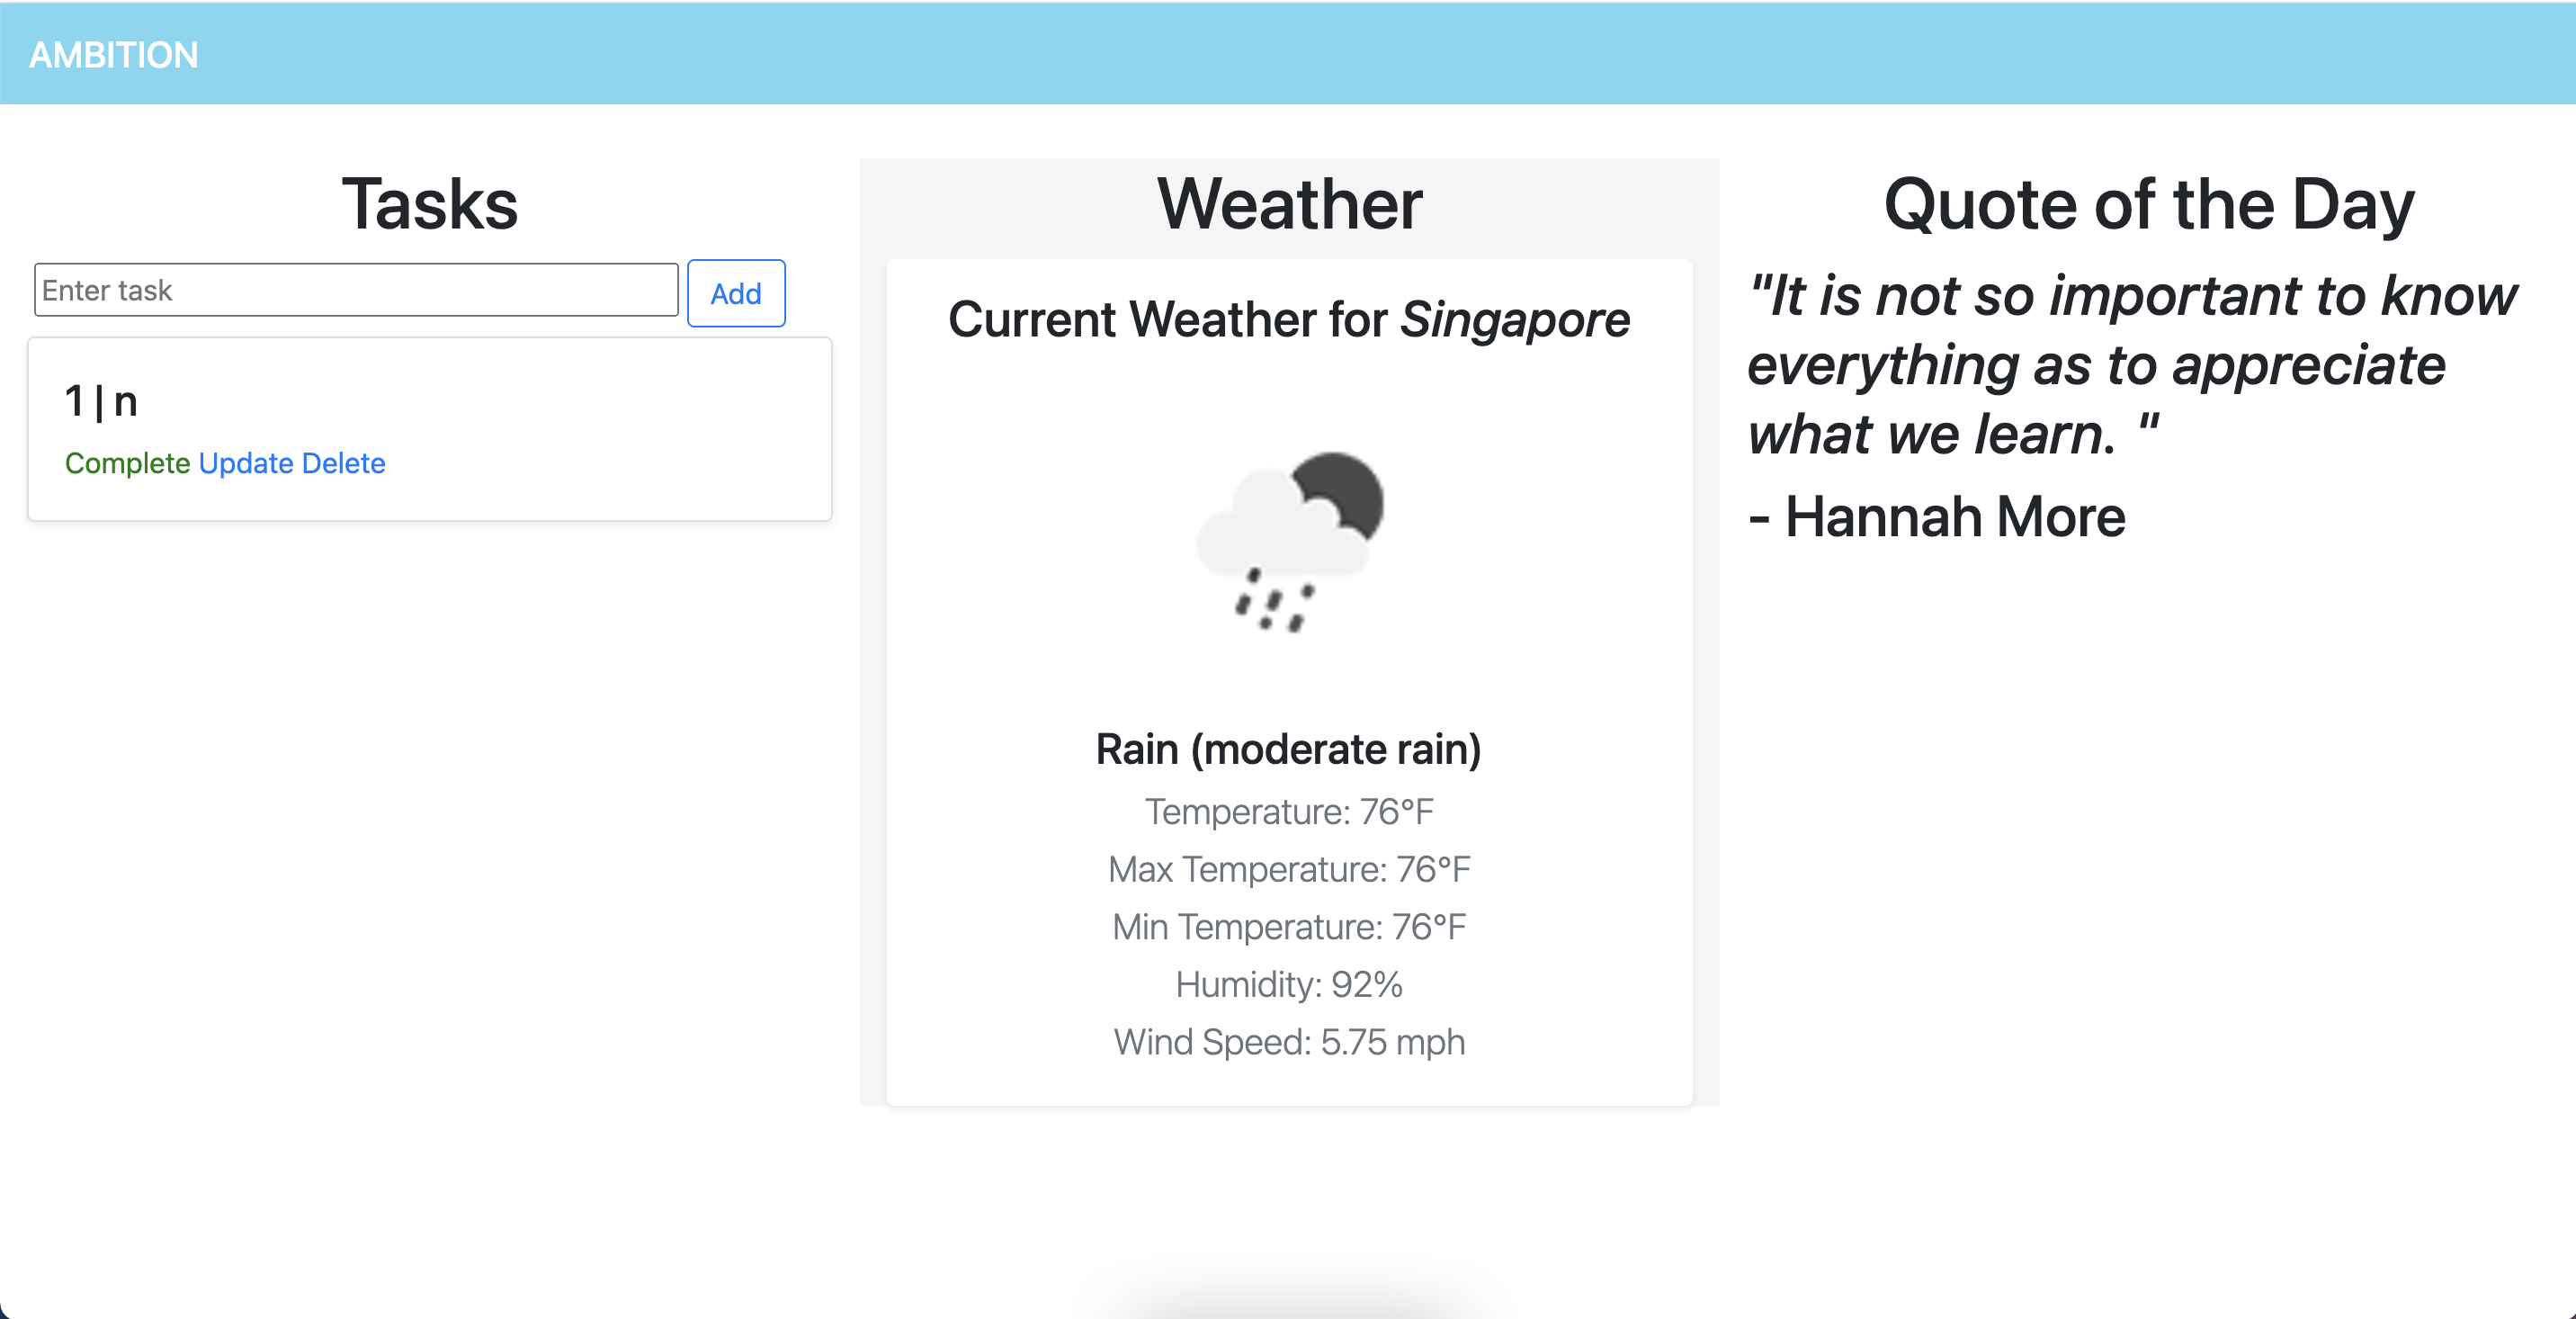 AMBITION
Tasks
Enter task
Add
1 | n
Complete Update Delete
Weather
Current Weather for Singapore
Rain (moderate rain)
Temperature: 76°F
Max Temperature: 76°F
Min Temperature: 76°F
Humidity: 92%
Wind Speed: 5.75 mph
Quote of the Day
"It is not so important to know
everything as to appreciate
what we learn. "
- Hannah More